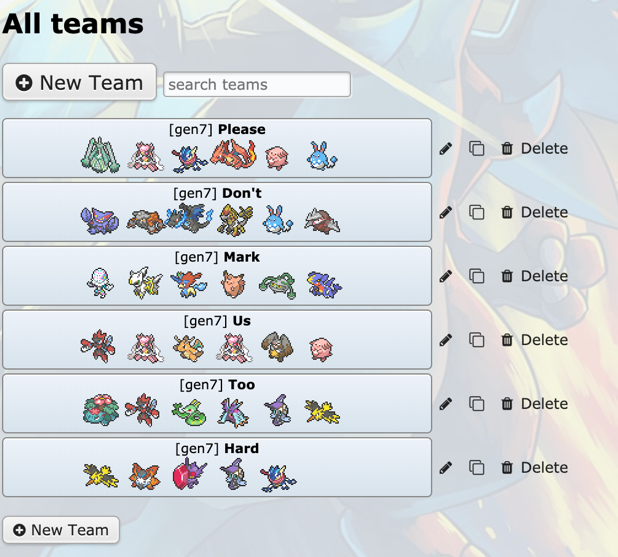 All teams
New Team
search teams
[gen7] Please
Delete
[gen7] Don't
Delete
[gen7] Mark
Delete
[gen7] Us
Delete
[gen7] Too
Delete
[gen7] Hard
Delete
New Team